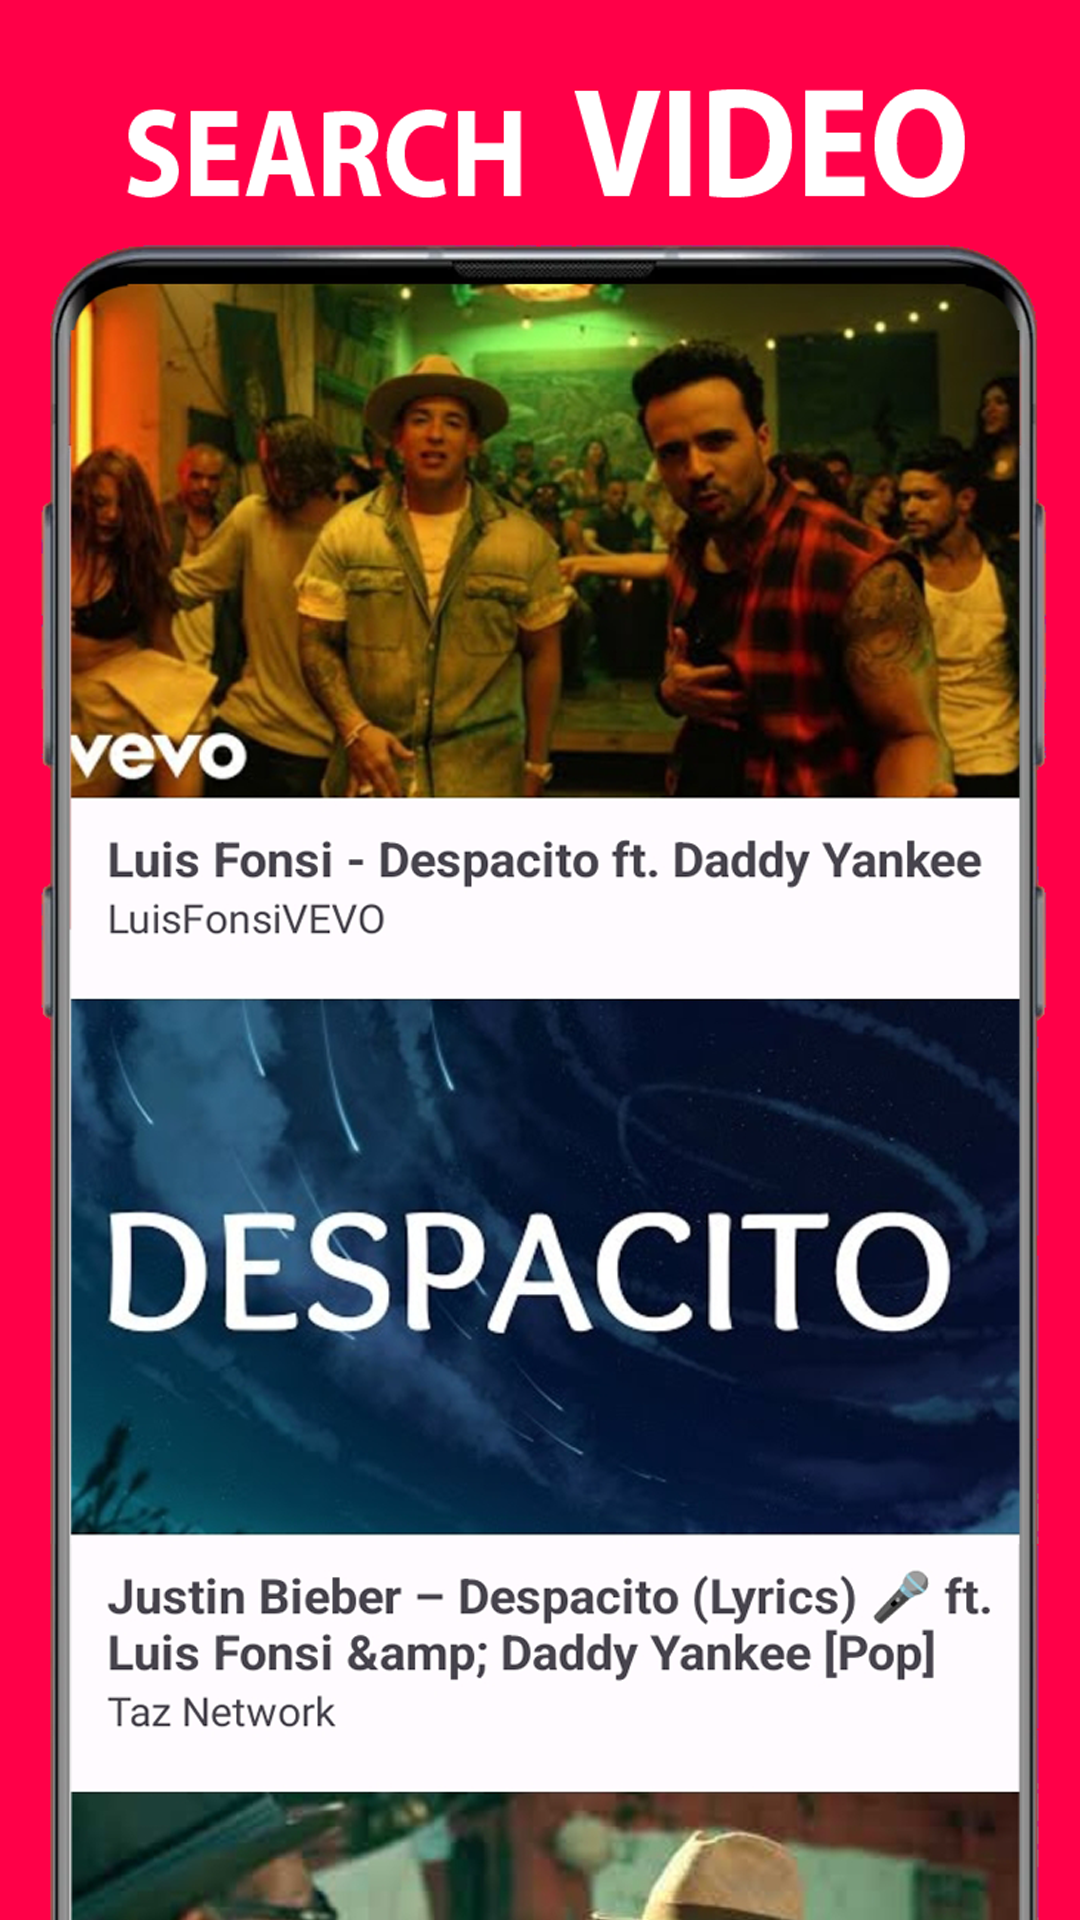 SEARCH VIDEO
vevo
Luis Fonsi - Despacito ft. Daddy Yankee
LuisFonsiVEVO
DESPACITO
Justin Bieber – Despacito (Lyrics) 🎤 ft.
Luis Fonsi &amp; Daddy Yankee [Pop]
Taz Network